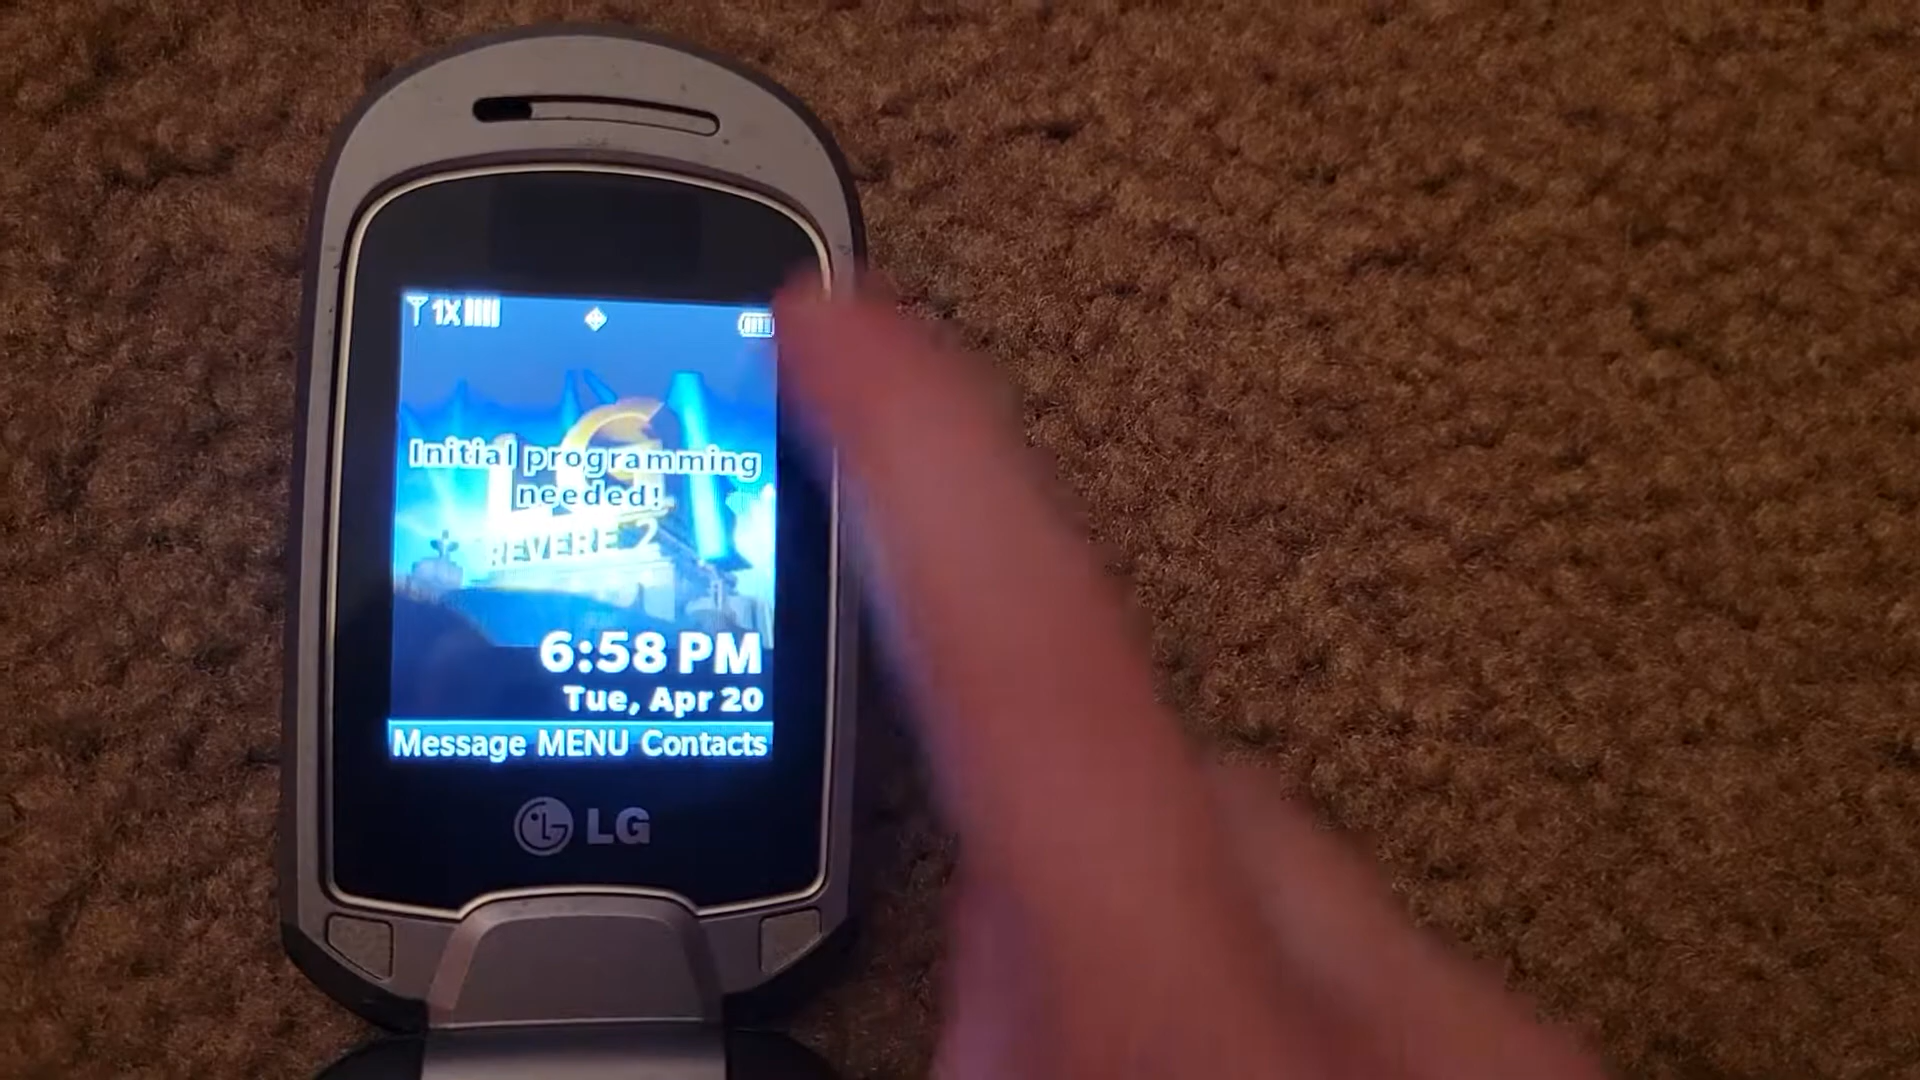 1X
Initial programming
needed!
REVERE 2
6:58 PM
Tue, Apr 20
Message MENU Contacts
LG